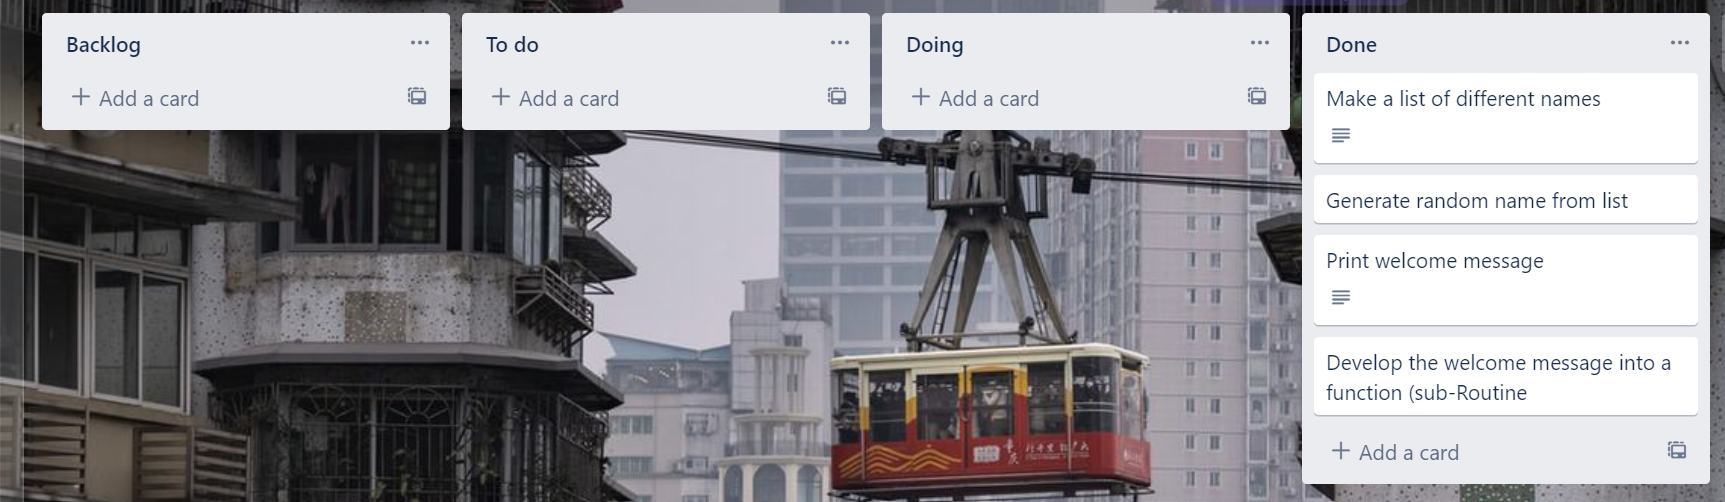 Backlog
Add a card
To do
Add a card
Doing
Add a card
Done
Make a list of different names
Generate random name from list
Print welcome message
Develop the welcome message into a
function (sub-Routine
Add a card